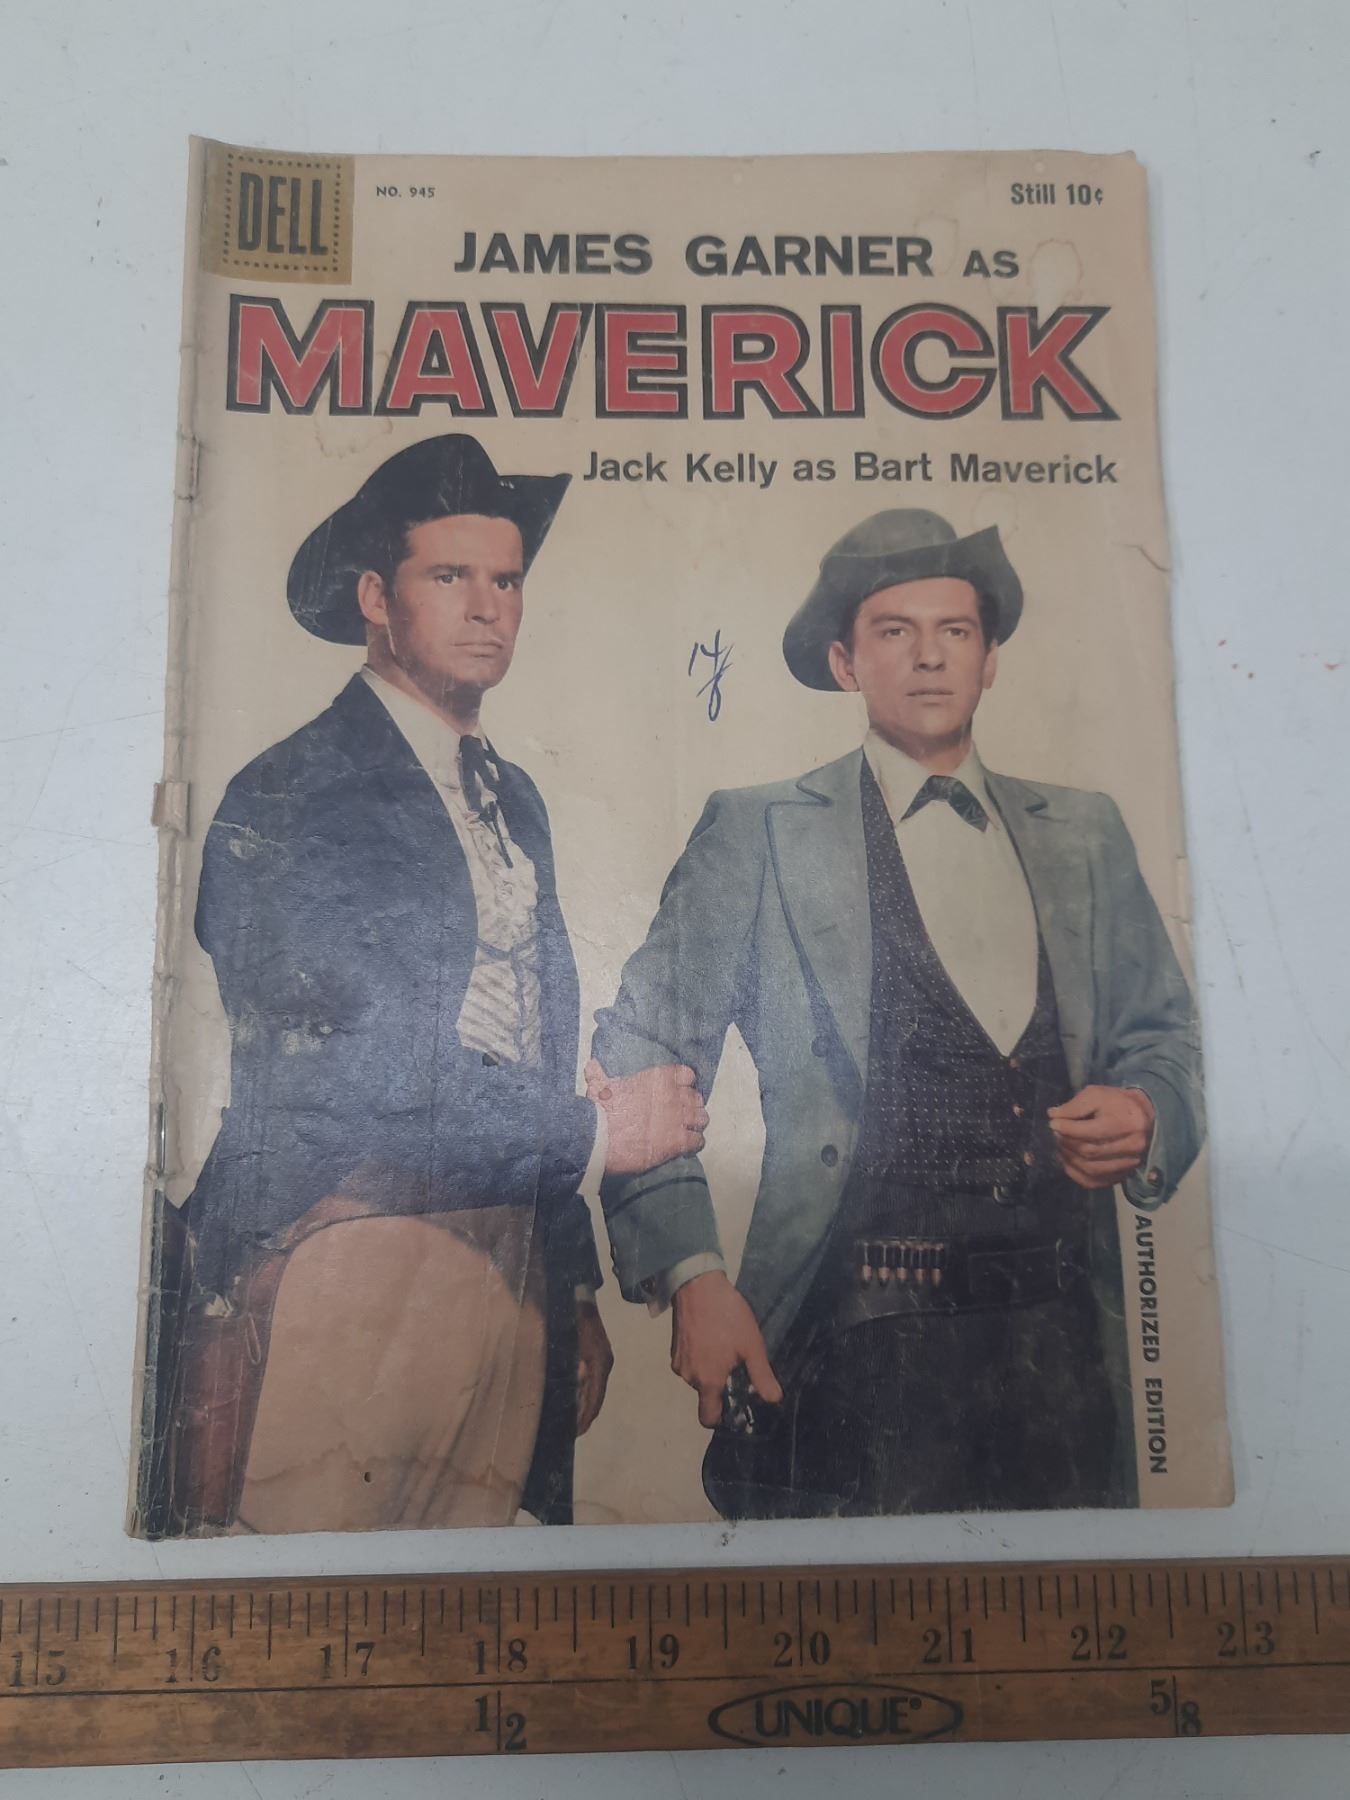 DELL
NO. 945
Still 10¢
JAMES GARNER AS
MAVERICK
Jack Kelly as Bart Maverick
AUTHORIZED EDITION
15 16 17 18 19 20 21 22 23
1/2 UNIQUE® 5/8